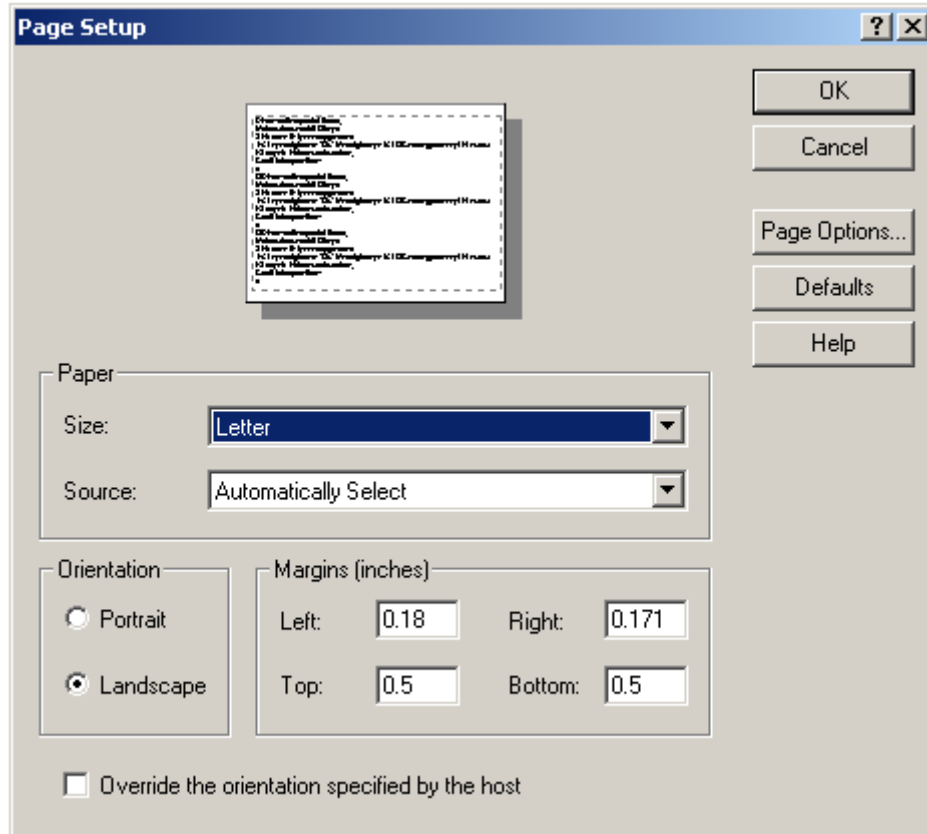 Page Setup
OK
Cancel
Page Options...
Defaults
Help
Paper
Size: Letter
Source: Automatically Select
Orientation
Portrait
Landscape
Margins (inches)
Left: 0.18 Right: 0.171
Top: 0.5 Bottom: 0.5
Override the orientation specified by the host